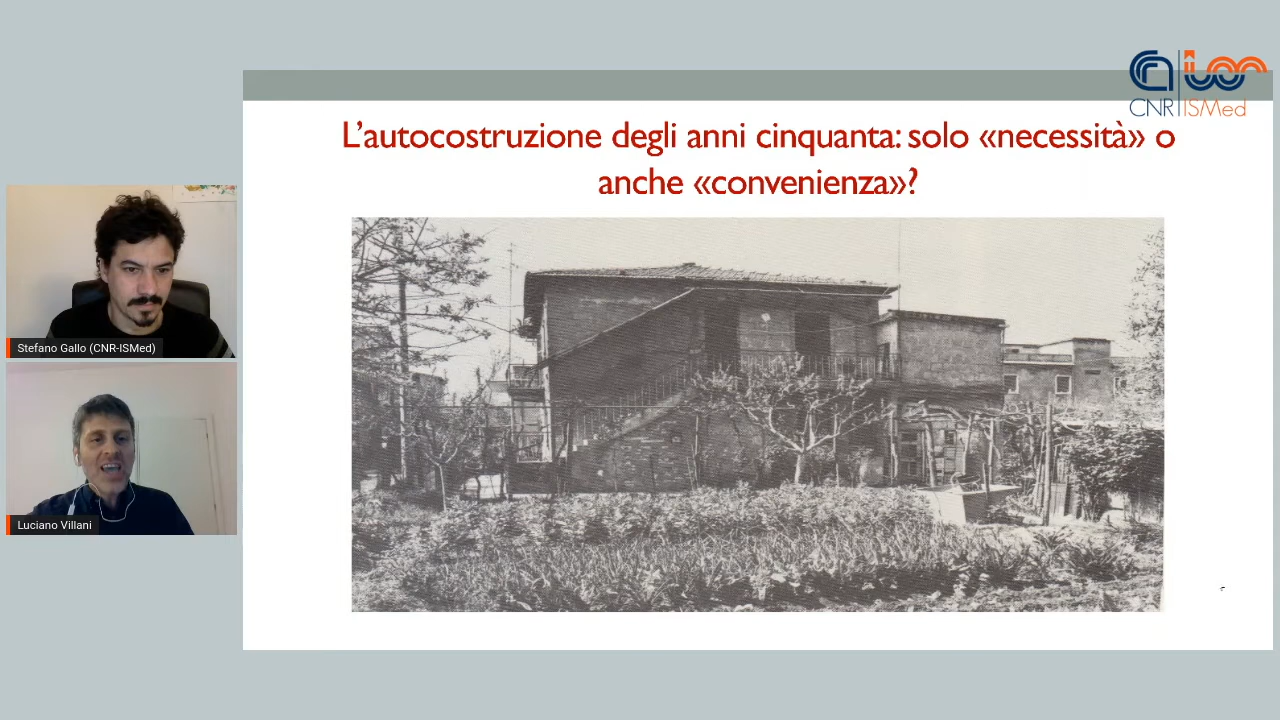 CNR ISMed
L'autocostruzione degli anni cinquanta: solo «necessità» o
anche «convenienza»?
Stefano Gallo (CNR-ISMed)
Luciano Villani